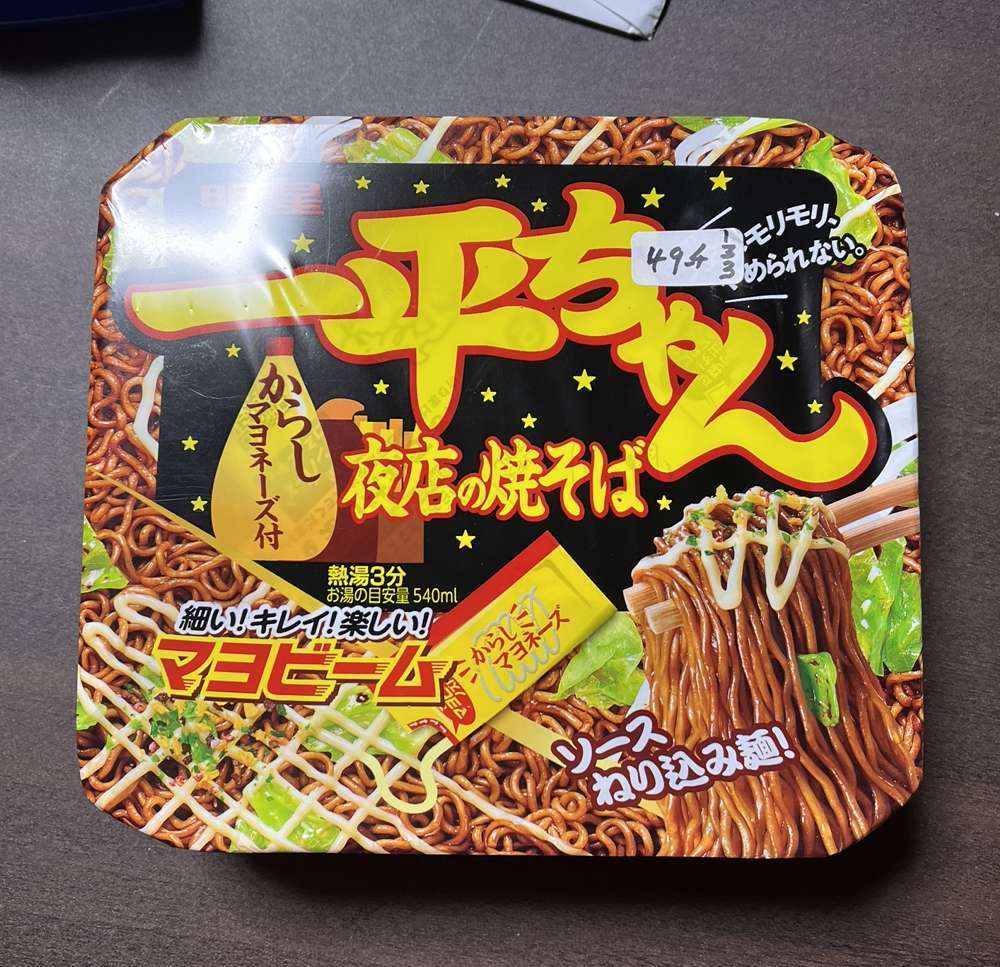 明星
一平ちゃん
モリモリ、
められない。
494
133
からし
マヨネーズ付
夜店の焼そば
熱湯3分
お湯の目安量 540ml
細い!キレイ!楽しい!
マヨビーム
からし
マヨネーズ
ソース
ねり込み麺!